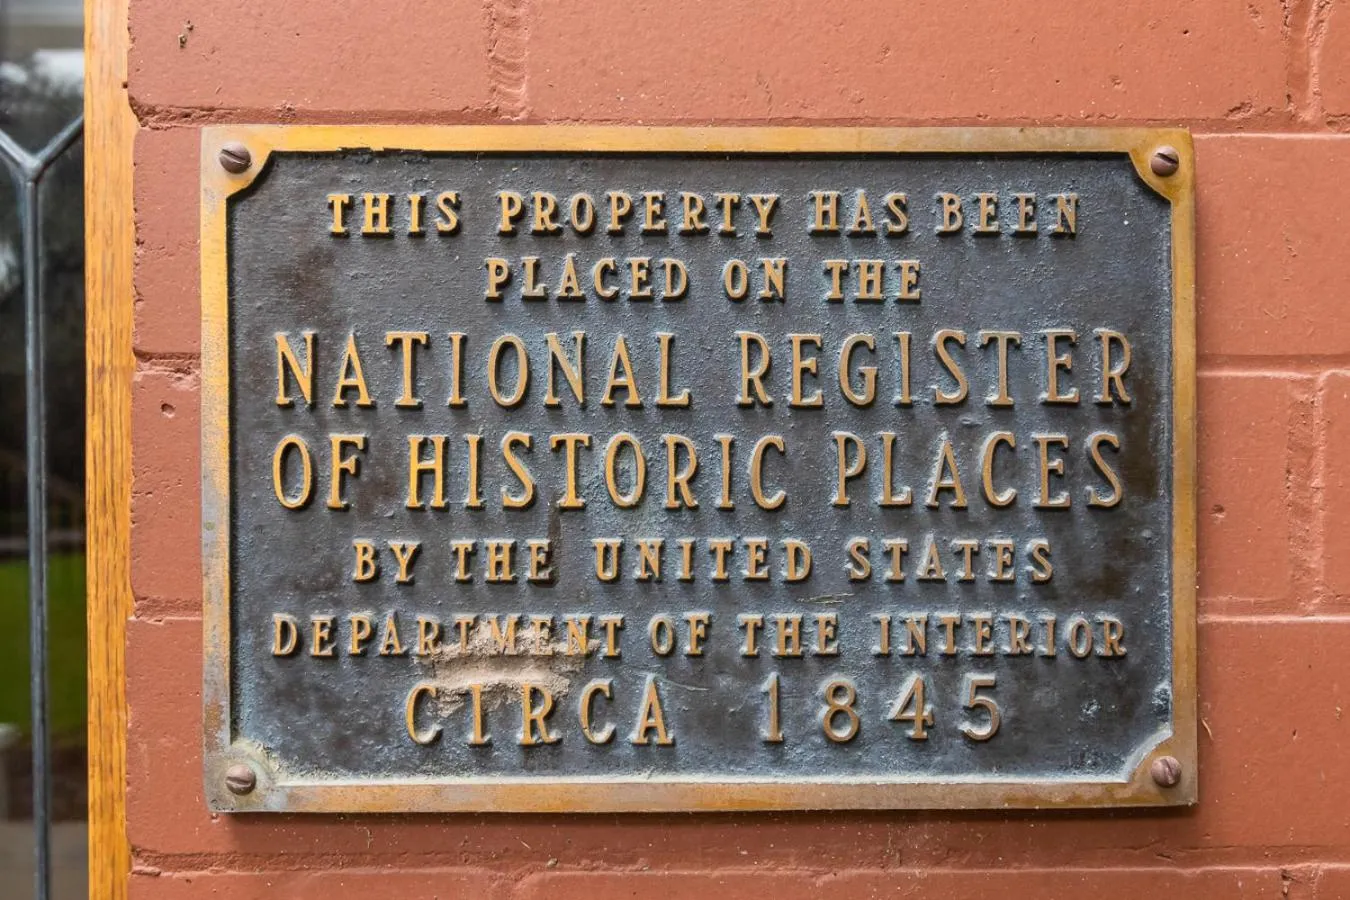 THIS PROPERTY HAS BEEN
PLACED ON THE
NATIONAL REGISTER
OF HISTORIC PLACES
BY THE UNITED STATES
DEPARTMENT OF THE INTERIOR
CIRCA 1845